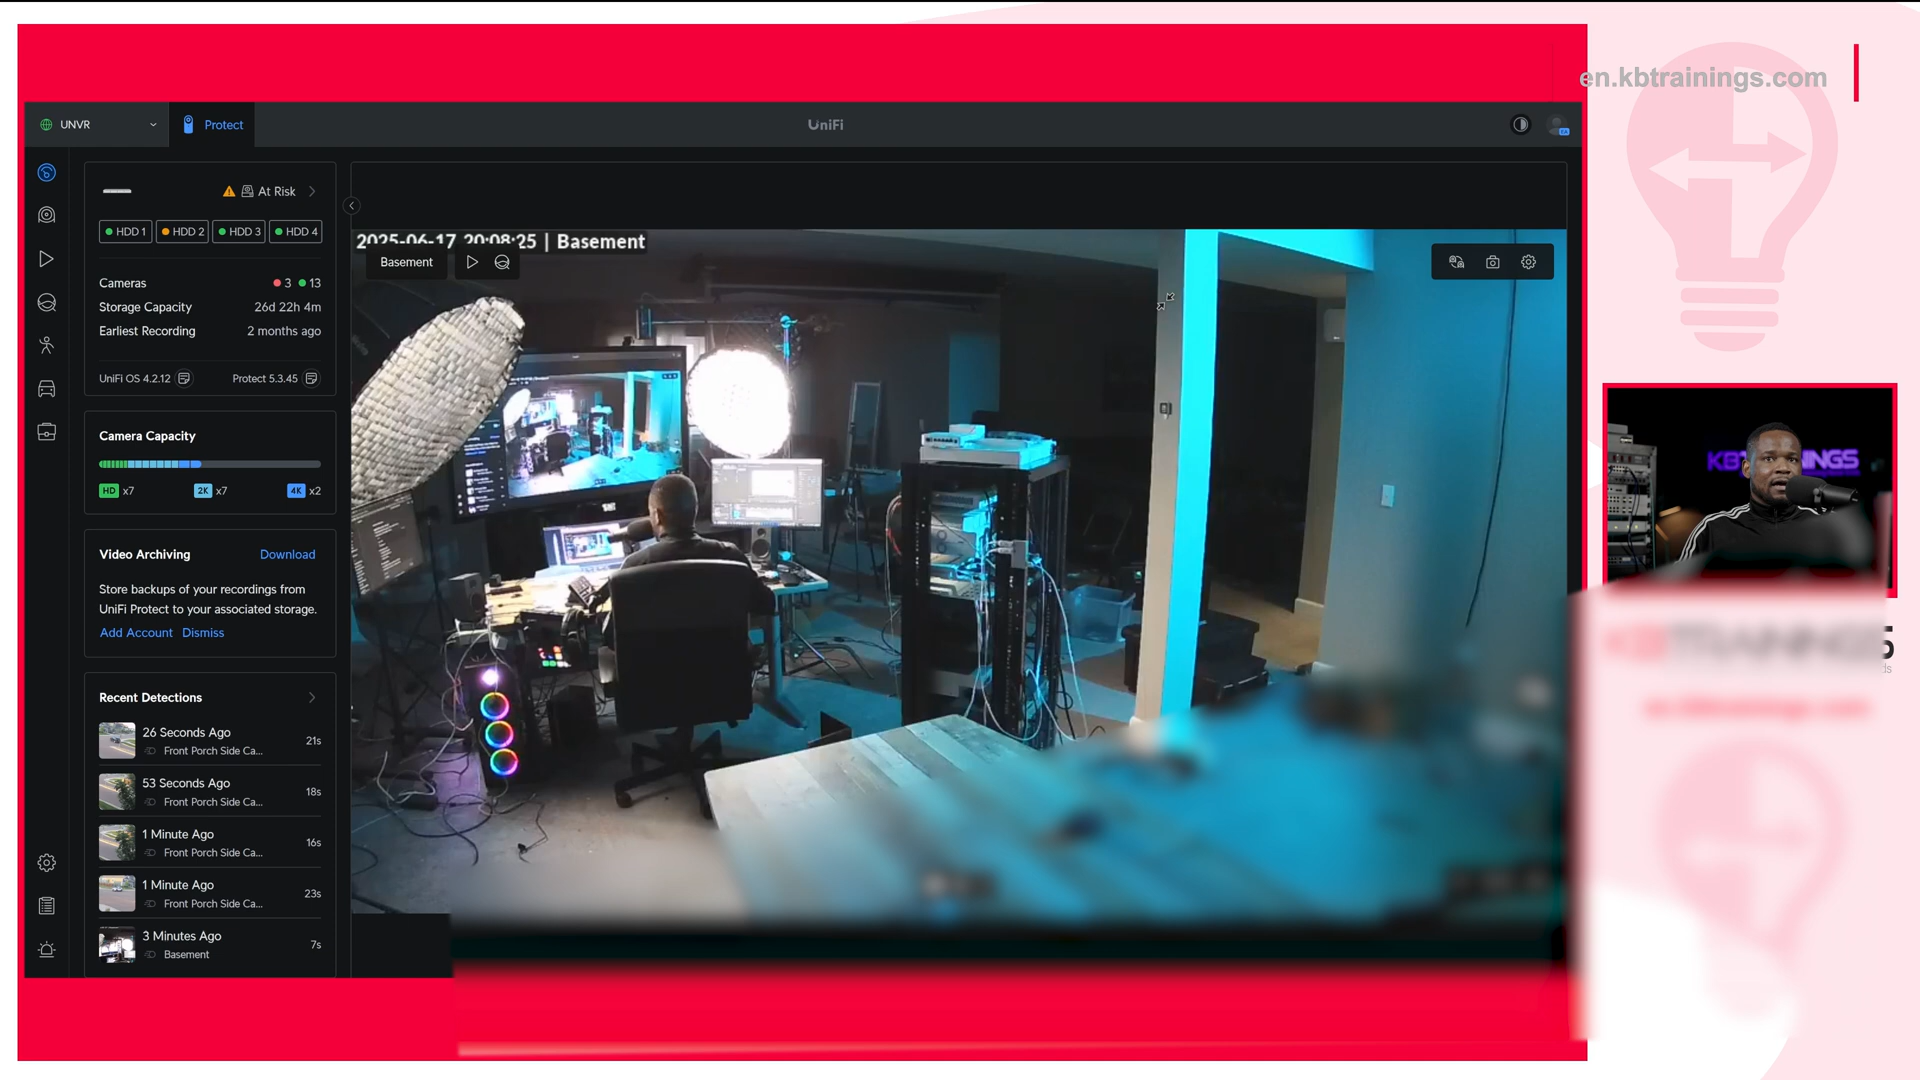 en.kbtrainings.com
UNVR
Protect
UniFi
At Risk
HDD 1
HDD 2
HDD 3
HDD 4
Cameras 3 13
Storage Capacity 26d 22h 4m
Earliest Recording 2 months ago
UniFi OS 4.2.12
Protect 5.3.45
Camera Capacity
HD x7
2K x7
4K x2
Video Archiving
Download
Store backups of your recordings from
UniFi Protect to your associated storage.
Add Account Dismiss
Recent Detections
26 Seconds Ago
Front Porch Side Ca...
21s
53 Seconds Ago
Front Porch Side Ca...
18s
1 Minute Ago
Front Porch Side Ca...
16s
1 Minute Ago
Front Porch Side Ca...
23s
3 Minutes Ago
Basement
7s
2025-06-17 20:08:25 | Basement
Basement
KBTRAININGS